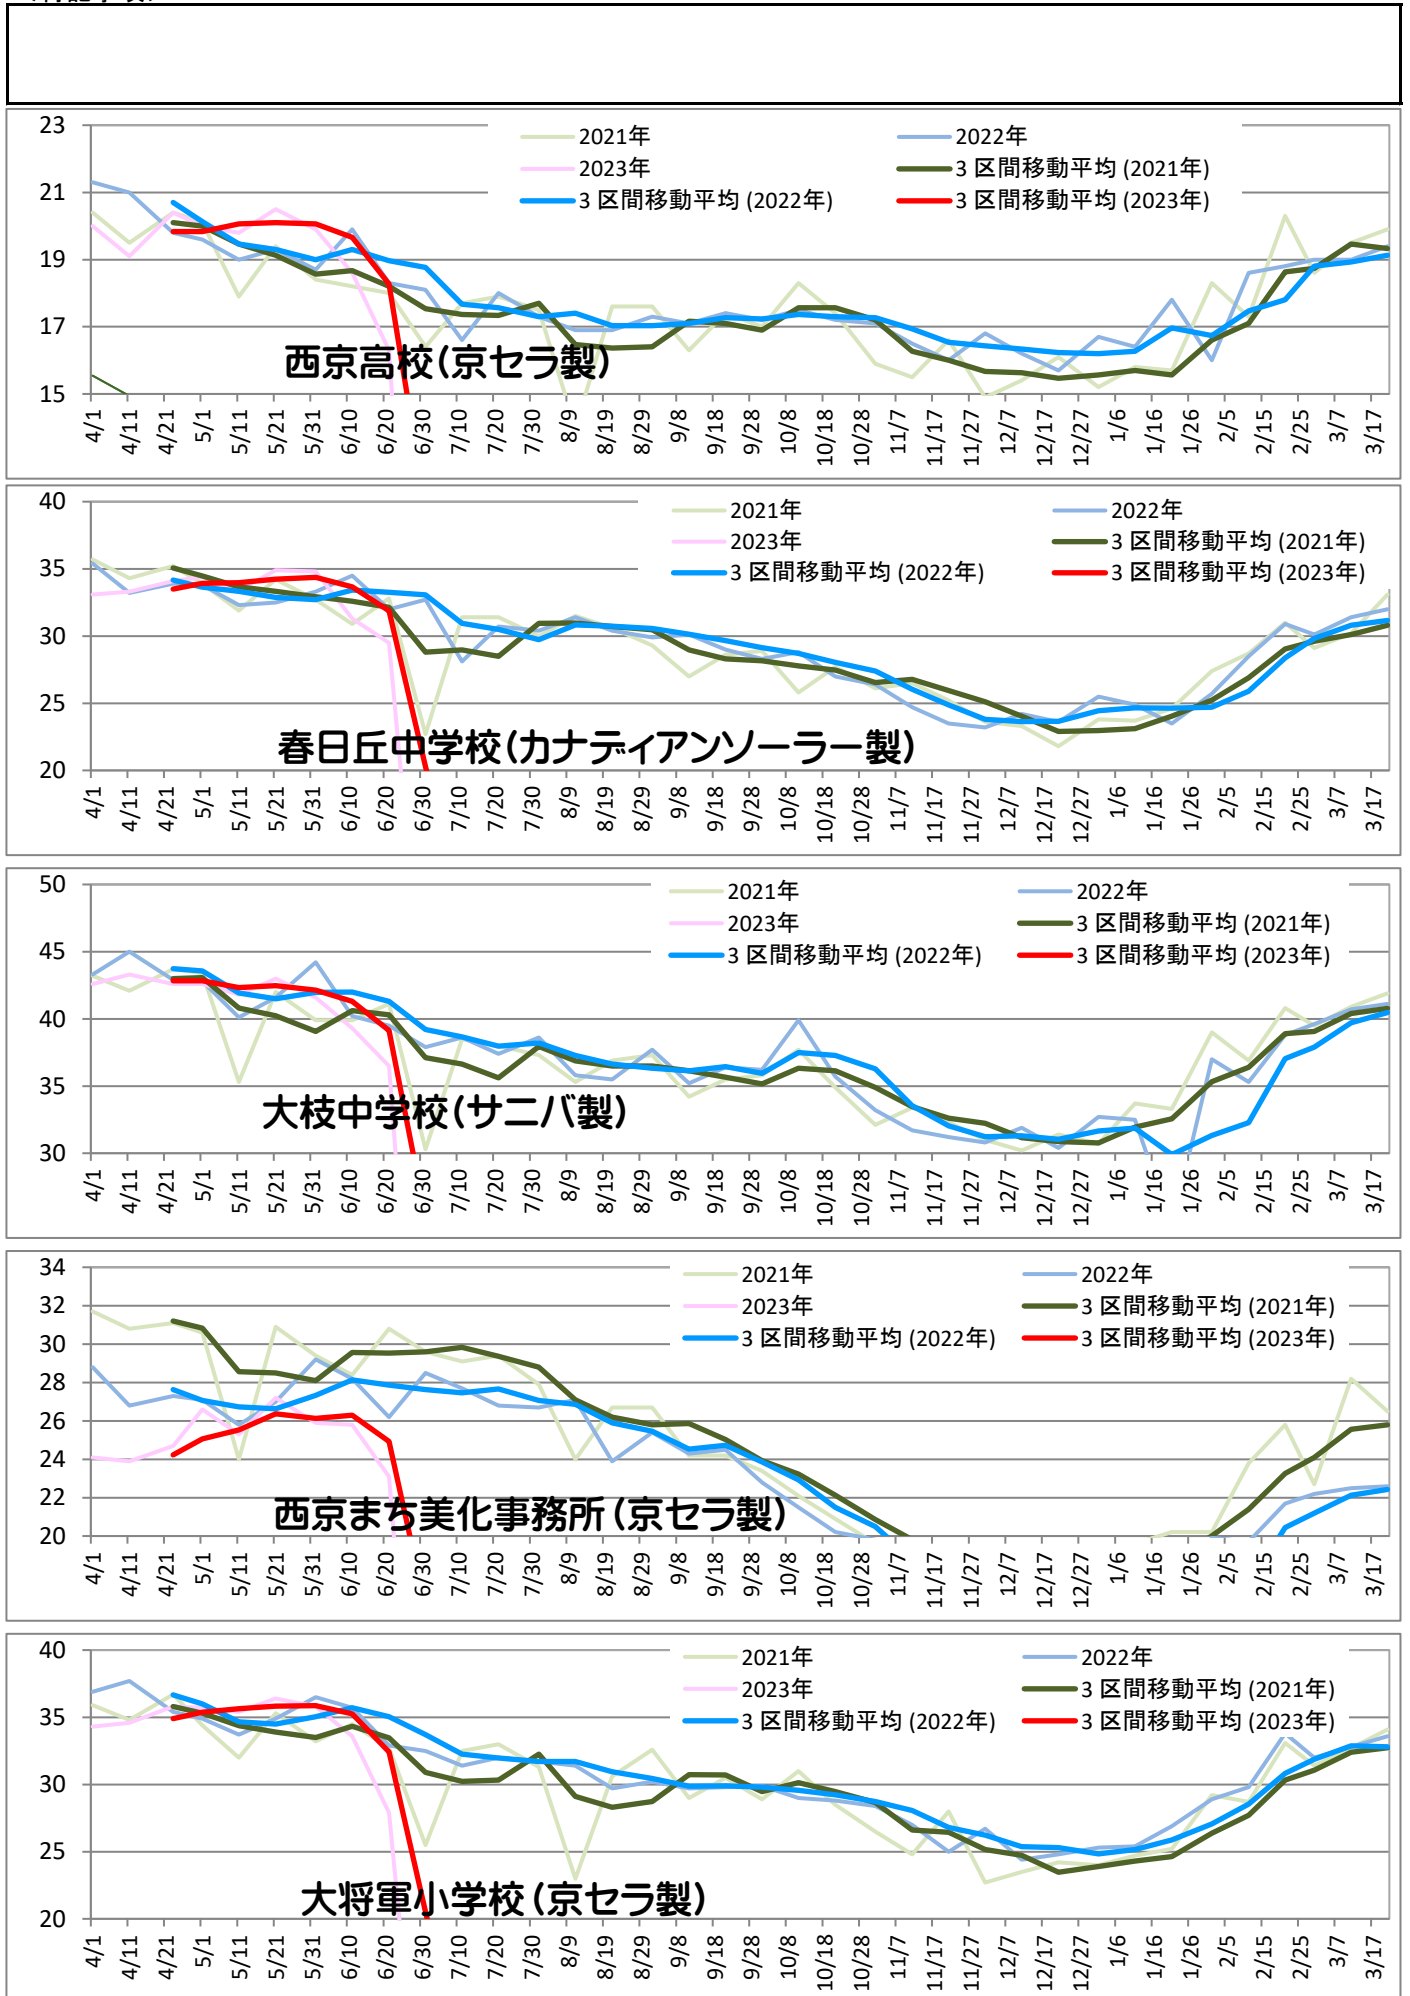 23
21
19
17
15
2021年 2022年
2023年 3 区間移動平均 (2021年)
3 区間移動平均 (2022年) 3 区間移動平均 (2023年)
西京高校(京セラ製)
4/1 4/11 4/21 5/1 5/11 5/21 5/31 6/10 6/20 6/30 7/10 7/20 7/30 8/9 8/19 8/29 9/8 9/18 9/28 10/8 10/18 10/28 11/7 11/17 11/27 12/7 12/17 12/27 1/6 1/16 1/26 2/5 2/15 2/25 3/7 3/17
40
35
30
25
20
2021年 2022年
2023年 3 区間移動平均 (2021年)
3 区間移動平均 (2022年) 3 区間移動平均 (2023年)
春日丘中学校(カナディアンソーラー製)
4/1 4/11 4/21 5/1 5/11 5/21 5/31 6/10 6/20 6/30 7/10 7/20 7/30 8/9 8/19 8/29 9/8 9/18 9/28 10/8 10/18 10/28 11/7 11/17 11/27 12/7 12/17 12/27 1/6 1/16 1/26 2/5 2/15 2/25 3/7 3/17
50
45
40
35
30
2021年 2022年
2023年 3 区間移動平均 (2021年)
3 区間移動平均 (2022年) 3 区間移動平均 (2023年)
大枝中学校(サニバ製)
4/1 4/11 4/21 5/1 5/11 5/21 5/31 6/10 6/20 6/30 7/10 7/20 7/30 8/9 8/19 8/29 9/8 9/18 9/28 10/8 10/18 10/28 11/7 11/17 11/27 12/7 12/17 12/27 1/6 1/16 1/26 2/5 2/15 2/25 3/7 3/17
34
32
30
28
26
24
22
20
2021年 2022年
2023年 3 区間移動平均 (2021年)
3 区間移動平均 (2022年) 3 区間移動平均 (2023年)
西京まち美化事務所(京セラ製)
4/1 4/11 4/21 5/1 5/11 5/21 5/31 6/10 6/20 6/30 7/10 7/20 7/30 8/9 8/19 8/29 9/8 9/18 9/28 10/8 10/18 10/28 11/7 11/17 11/27 12/7 12/17 12/27 1/6 1/16 1/26 2/5 2/15 2/25 3/7 3/17
40
35
30
25
20
2021年 2022年
2023年 3 区間移動平均 (2021年)
3 区間移動平均 (2022年) 3 区間移動平均 (2023年)
大将軍小学校(京セラ製)
4/1 4/11 4/21 5/1 5/11 5/21 5/31 6/10 6/20 6/30 7/10 7/20 7/30 8/9 8/19 8/29 9/8 9/18 9/28 10/8 10/18 10/28 11/7 11/17 11/27 12/7 12/17 12/27 1/6 1/16 1/26 2/5 2/15 2/25 3/7 3/17